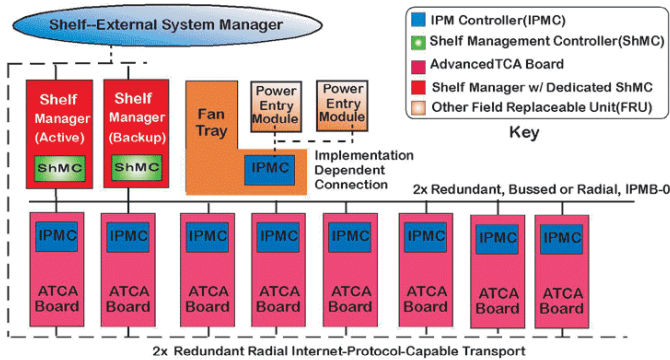 Shelf--External System Manager
IPM Controller(IPMC)
Shelf Management Controller(ShMC)
AdvancedTCA Board
Shelf Manager w/ Dedicated ShMC
Other Field Replaceable Unit(FRU)
Key
Shelf
Manager
(Active)
ShMC
Shelf
Manager
(Backup)
ShMC
Fan
Tray
IPMC
Power
Entry
Module
Power
Entry
Module
Implementation
Dependent
Connection
2x Redundant, Bussed or Radial, IPMB-0
IPMC
ATCA
Board
IPMC
ATCA
Board
IPMC
ATCA
Board
IPMC
ATCA
Board
IPMC
ATCA
Board
IPMC
ATCA
Board
IPMC
ATCA
Board
IPMC
ATCA
Board
2x Redundant Radial Internet-Protocol-Capable Transport